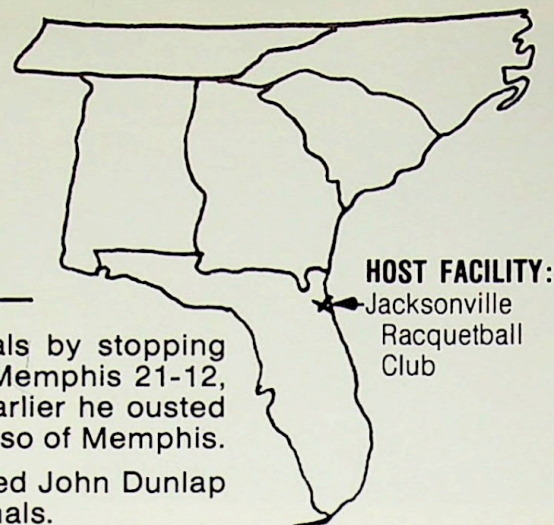 HOST FACILITY:
Jacksonville
Racquetball
Club
als by stopping
Memphis 21-12,
arlier he ousted
so of Memphis.
ed John Dunlap
nals.